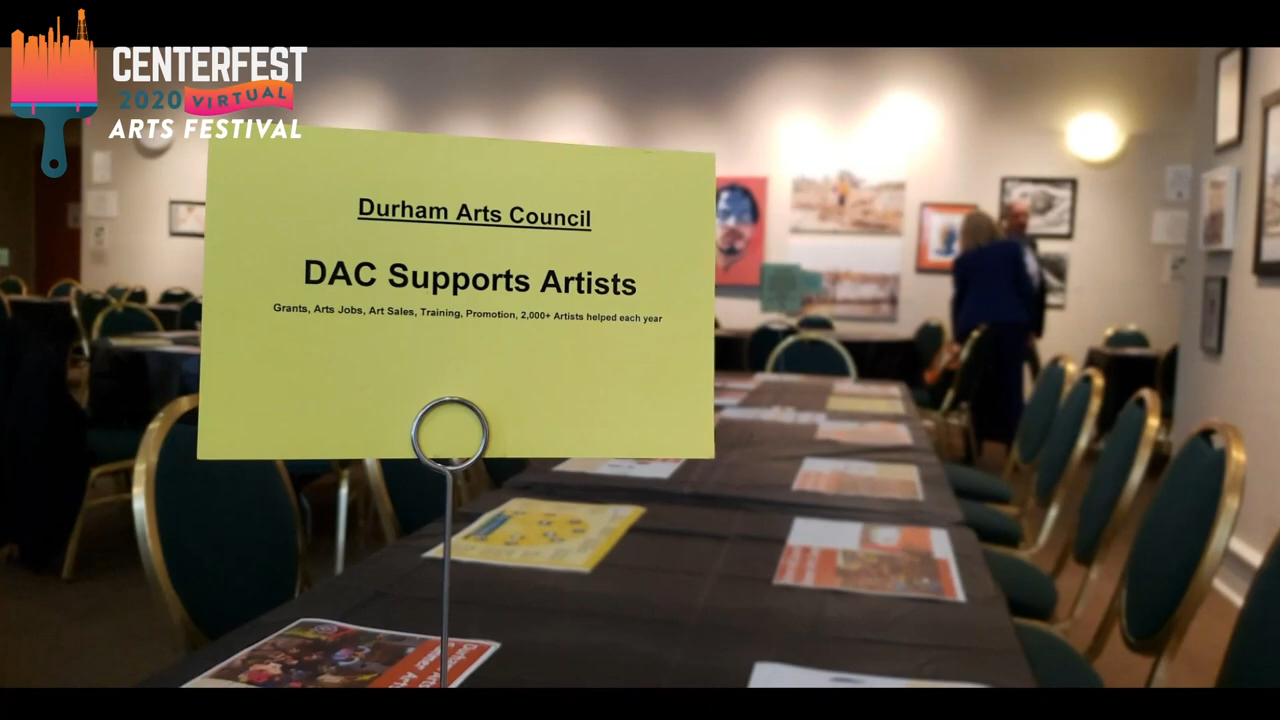 CENTERFEST
2020 VIRTUAL
ARTS FESTIVAL
Durham Arts Council
DAC Supports Artists
Grants, Arts Jobs, Art Sales, Training, Promotion, 2,000+ Artists helped each year